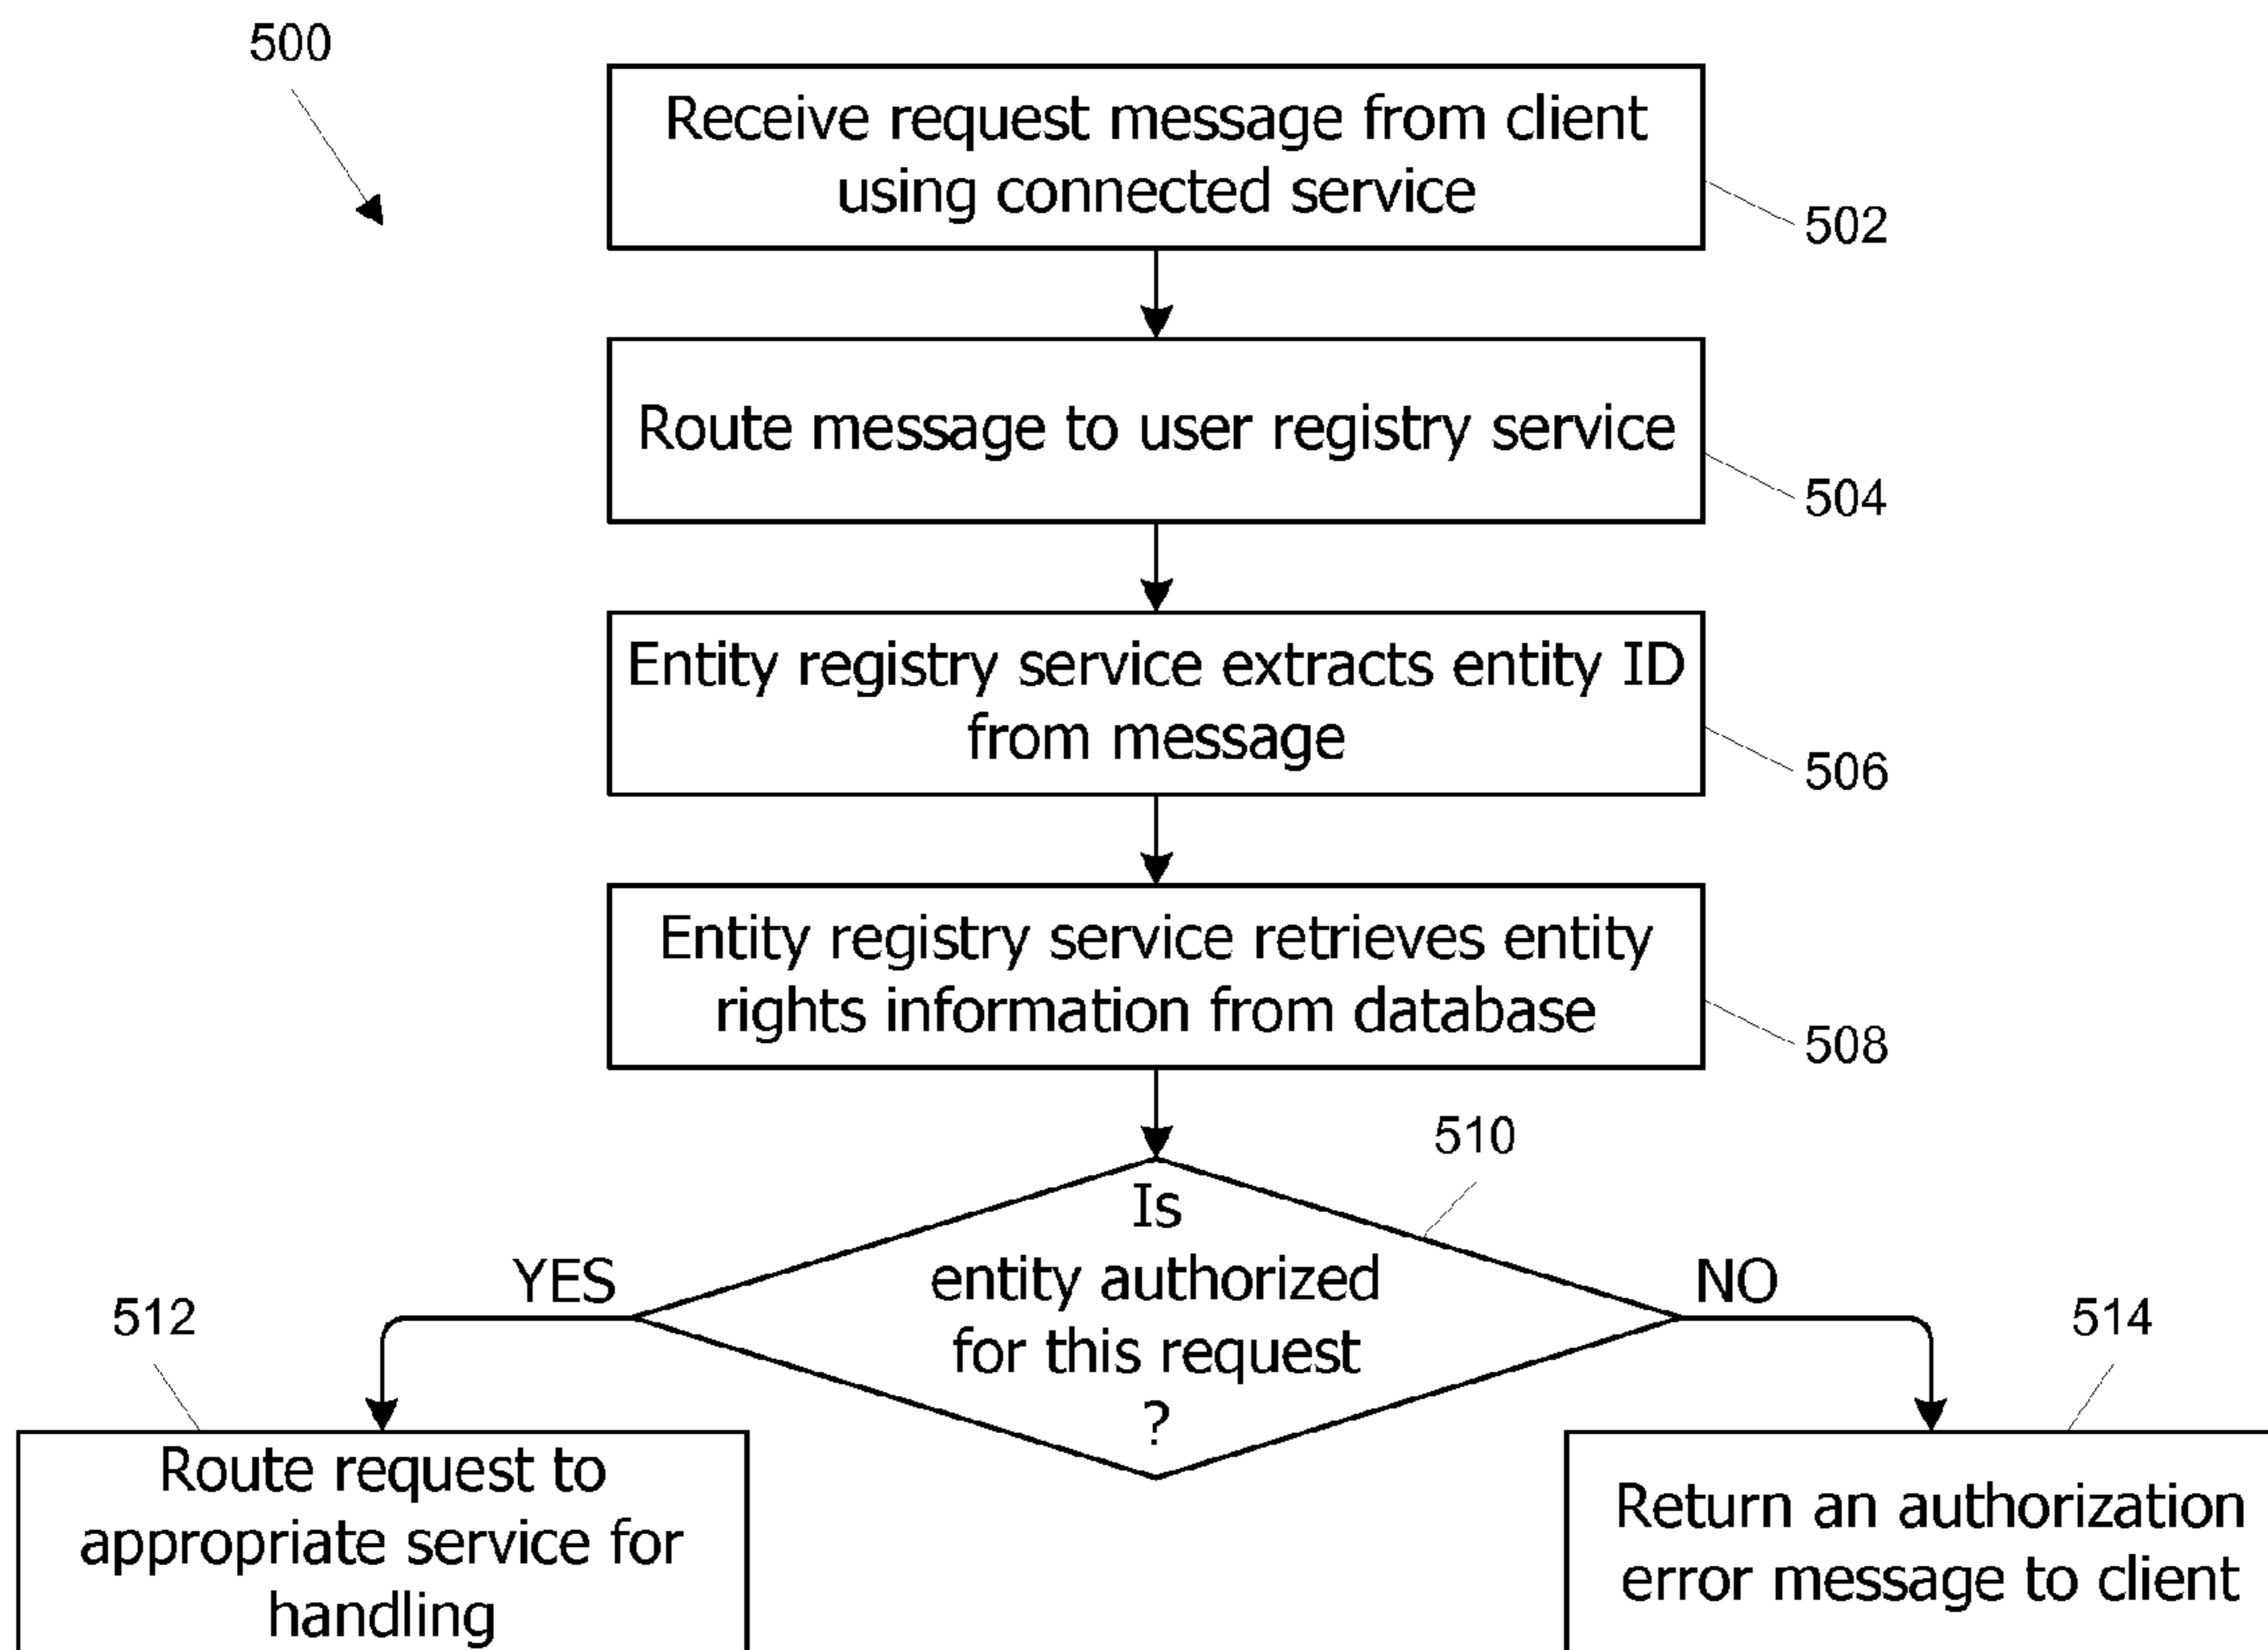 500
Receive request message from client
using connected service
502
Route message to user registry service
504
Entity registry service extracts entity ID
from message
506
Entity registry service retrieves entity
rights information from database
508
510
Is
entity authorized
for this request
?
YES
NO
512
514
Route request to
appropriate service for
handling
Return an authorization
error message to client